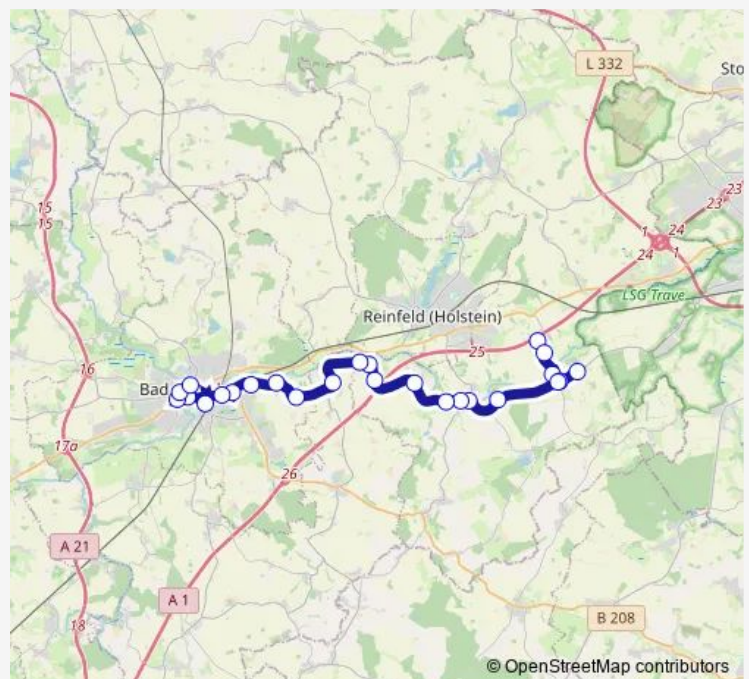 L 332
Sto
15
15
23
23
24
1
24
1
LSG Trave
Reinfeld (Holstein)
25
16
Bad
17a
26
A 21
A 1
18
B 208
© OpenStreetMap contributors